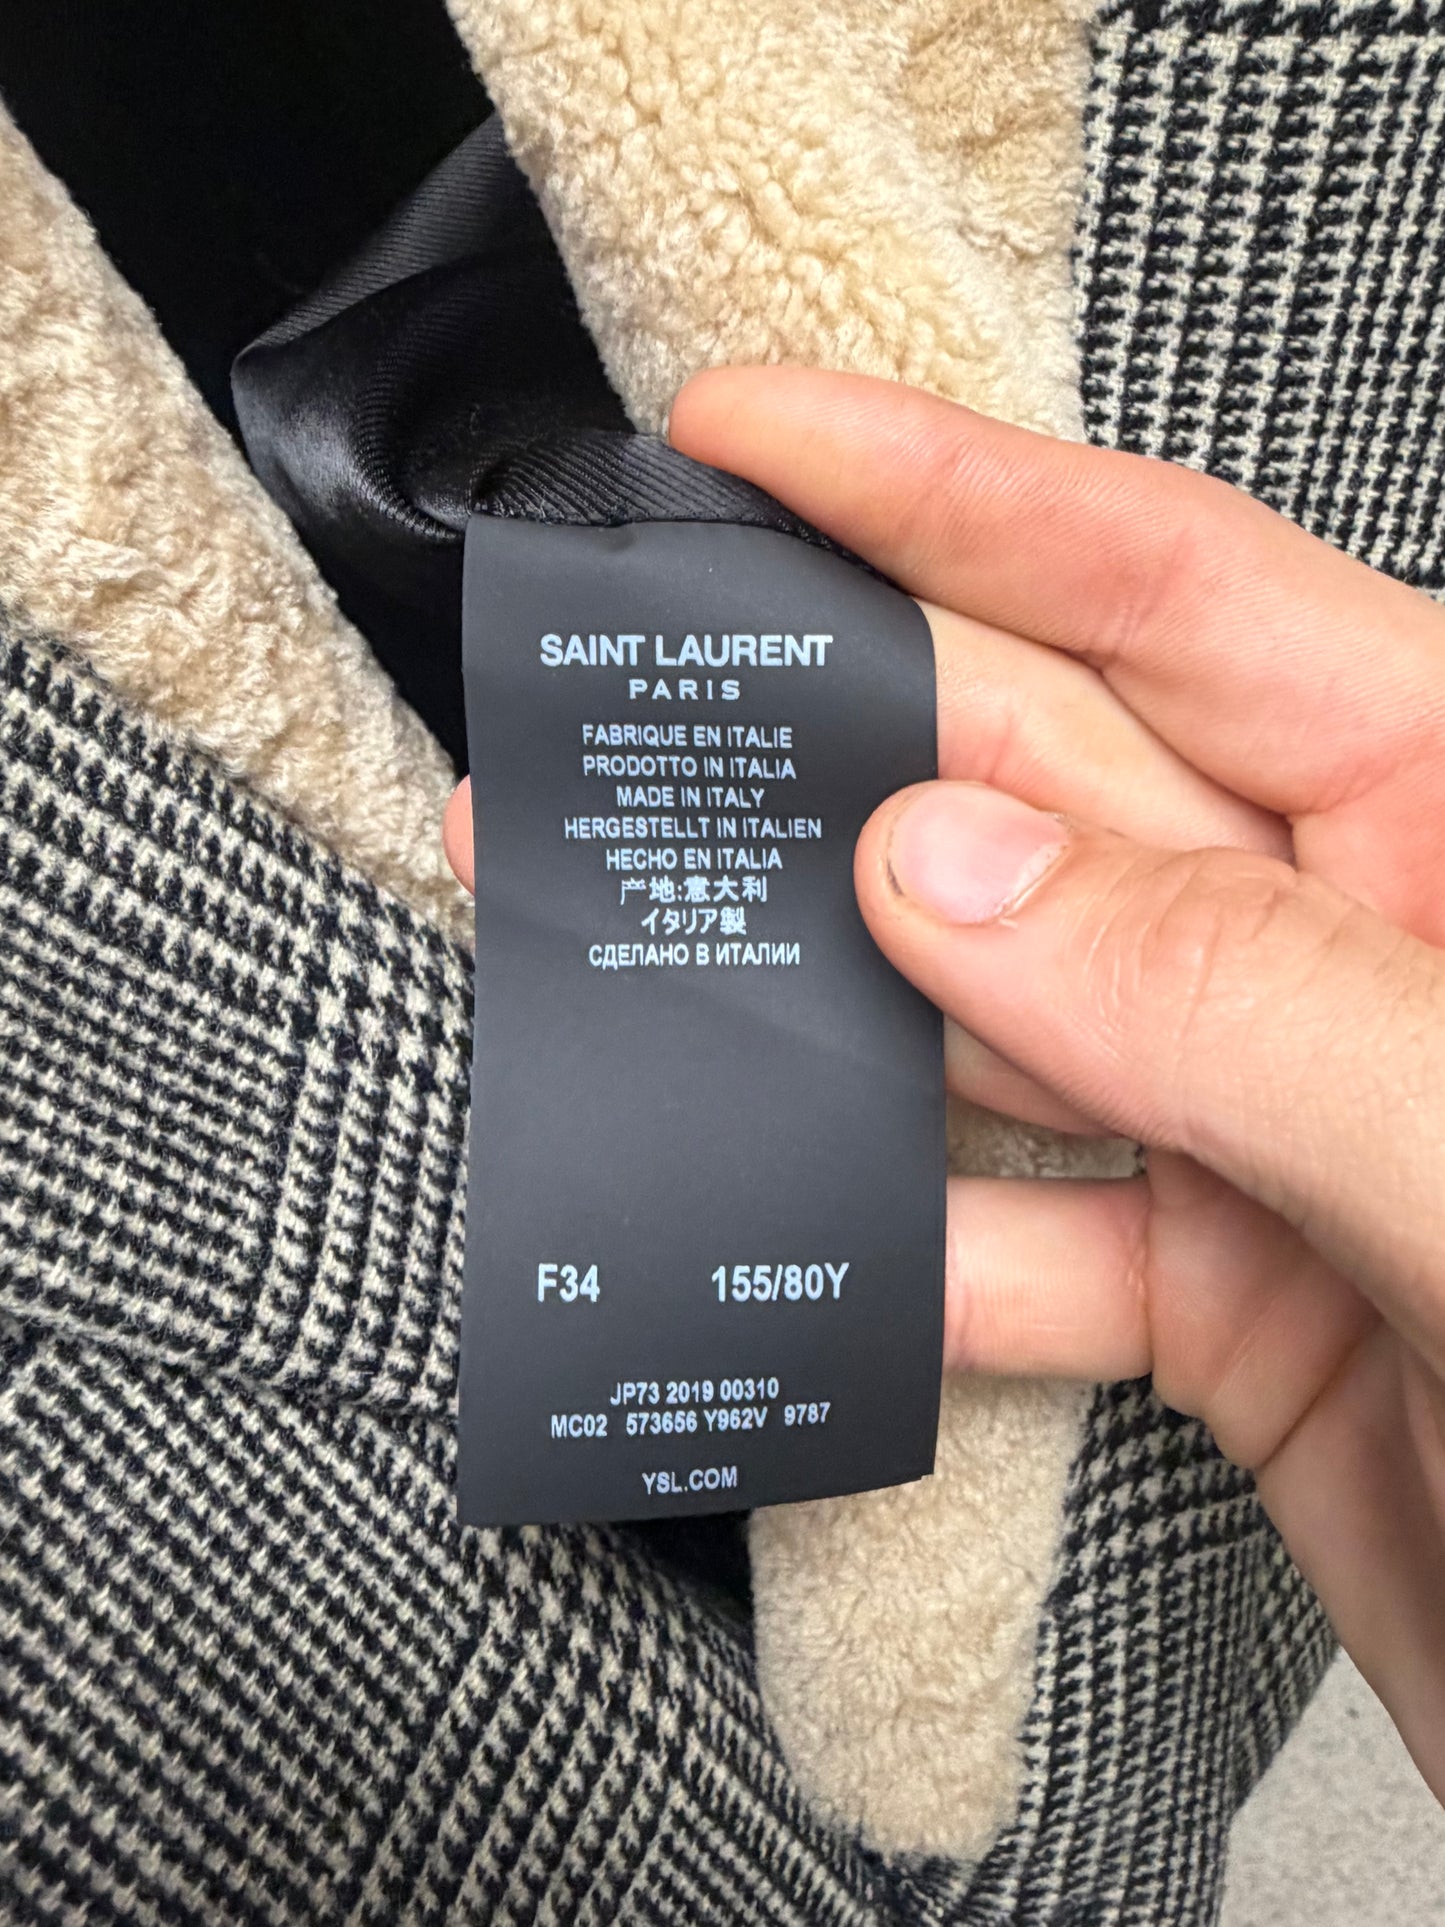 SAINT LAURENT
PARIS
FABRIQUE EN ITALIE
PRODOTTO IN ITALIA
MADE IN ITALY
HERGESTELLT IN ITALIEN
HECHO EN ITALIA
产地:意大利
イタリア製
СДЕЛАНО В ИТАЛИИ
F34 155/80Y
JP73 2019 00310
MC02 573656 Y962V 9787
YSL.COM